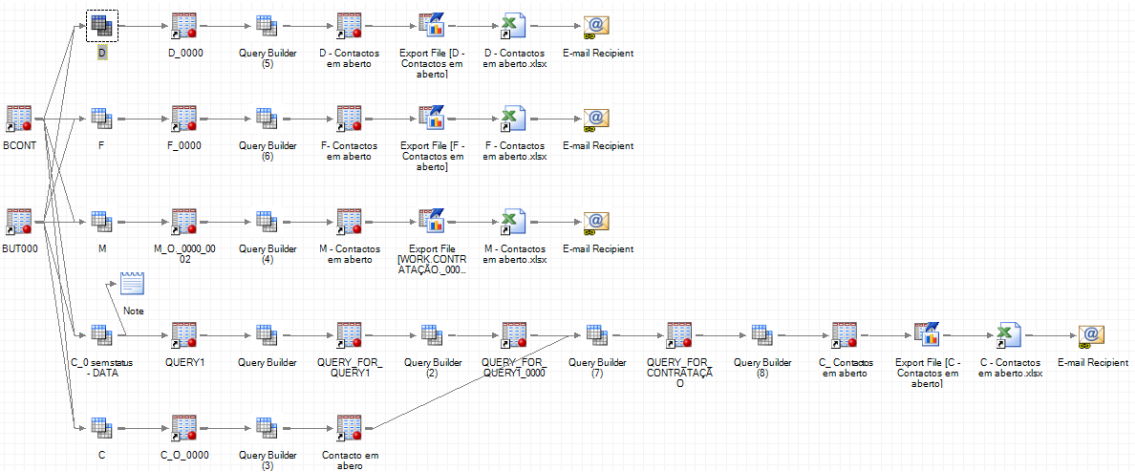 D
D_0000
Query Builder
(5)
D - Contactos
em aberto
Export File [D -
Contactos em
aberto]
D - Contactos
em aberto.xlsx
E-mail Recipient
BCONT
F
F_0000
Query Builder
(6)
F- Contactos
em aberto
Export File [F -
Contactos em
aberto]
F - Contactos
em aberto.xlsx
E-mail Recipient
BUT000
M
M_O_0000_00
02
Query Builder
(4)
M - Contactos
em aberto
Export File
[WORK.CONTR
ATAÇÃO_000...
M - Contactos
em aberto.xlsx
E-mail Recipient
Note
C_0 semstatus
- DATA
QUERY1
Query Builder
QUERY_FOR_
QUERY1
Query Builder
(2)
QUERY_FOR_
QUERY1_0000
Query Builder
(7)
QUERY_FOR_
CONTRATAÇÃ
O
Query Builder
(8)
C_ Contactos
em aberto
Export File [C -
Contactos em
aberto]
C - Contactos
em aberto.xlsx
E-mail Recipient
C
C_O_0000
Query Builder
(3)
Contacto em
abero